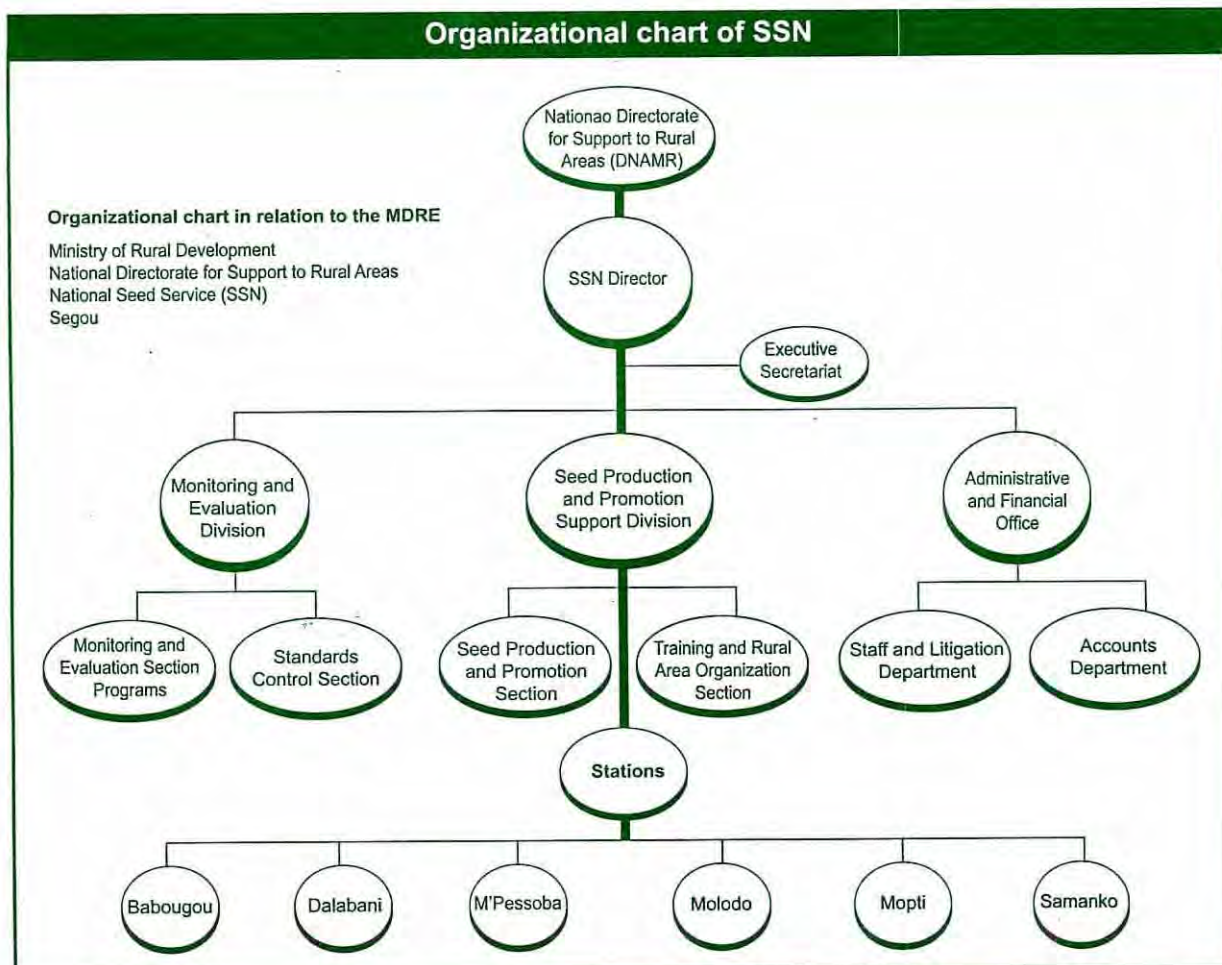 Organizational chart of SSN
Nationao Directorate
for Support to Rural
Areas (DNAMR)
Organizational chart in relation to the MDRE
Ministry of Rural Development
National Directorate for Support to Rural Areas
National Seed Service (SSN)
Segou
SSN Director
Executive
Secretariat
Monitoring and
Evaluation
Division
Seed Production
and Promotion
Support Division
Administrative
and Financial
Office
Monitoring and
Evaluation Section
Programs
Standards
Control Section
Seed Production
and Promotion
Section
Training and Rural
Area Organization
Section
Staff and Litigation
Department
Accounts
Department
Stations
Babougou
Dalabani
M'Pessoba
Molodo
Mopti
Samanko